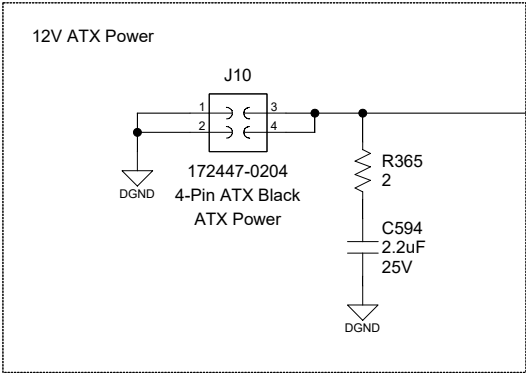 12V ATX Power
J10
1
3
2
4
172447-0204
4-Pin ATX Black
ATX Power
DGND
R365
2
C594
2.2uF
25V
DGND